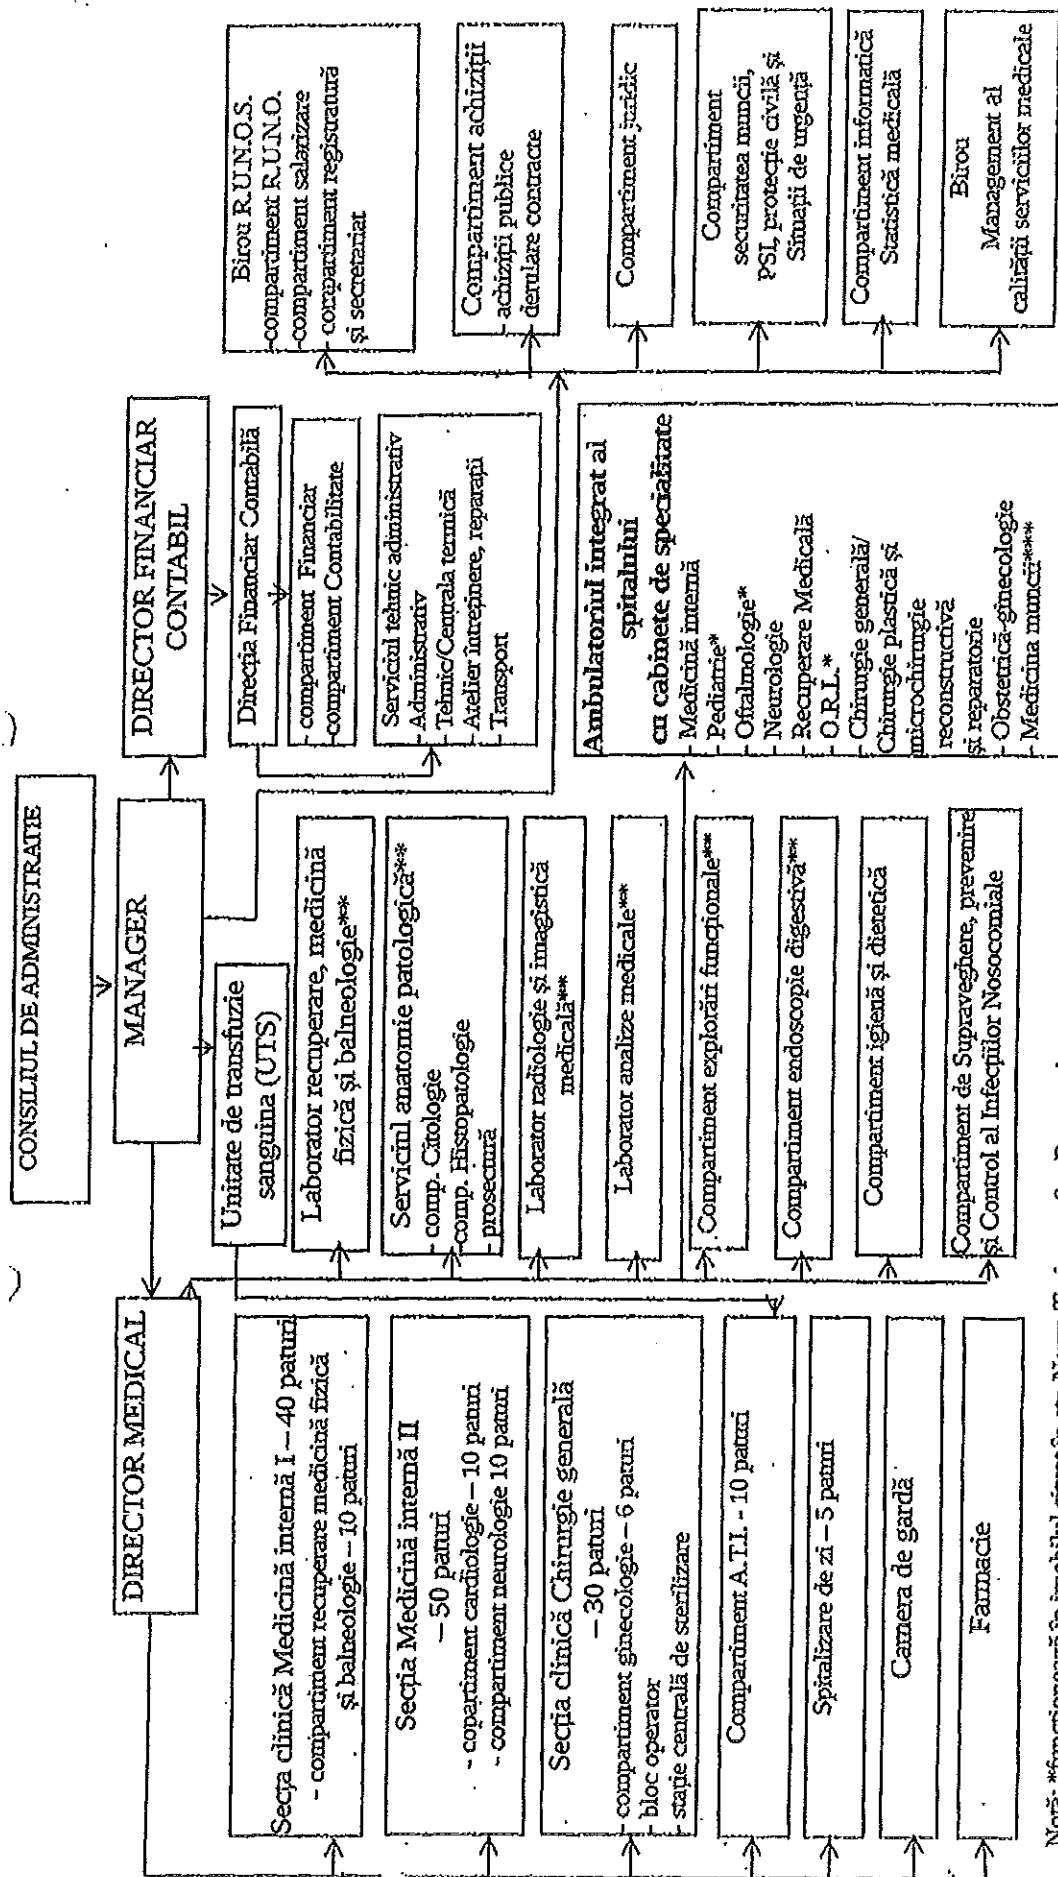 CONSILIUL DE ADMINISTRATIE
MANAGER
DIRECTOR MEDICAL
DIRECTOR FINANCIAR
CONTABIL
Unitate de transfuzie
sanguina (UTS)
Secția clinică Medicină internă I – 40 paturi
- compartiment recuperare medicină fizică
și balneologie – 10 paturi
Secția Medicină internă II
– 50 paturi
- copartiment cardiologie – 10 paturi
- compartiment neurologie 10 paturi
Secția clinică Chirurgie generală
– 30 paturi
-compartiment ginecologie – 6 paturi
bloc operator
- stație centrală de sterilizare
Compartiment A.T.I. - 10 paturi
Spitalizare de zi – 5 paturi
Camera de gardă
Farmacie
Laborator recuperare, medicină
fizică și balneologie**
Serviciul anatomie patologică**
- comp. Citologie
-comp. Histopatologie
- prosectură
Laborator radiologie și imagistică
medicală**
Laborator analize medicale**
Compartiment explorări funcționale**
Compartiment endoscopie digestivă**
Compartiment igienă și dietetică
Compartiment de Supraveghere, prevenire
și Control al Infecțiilor Nosocomiale
Direcția Financiar Contabilă
- compartiment Financiar
-compartiment Contabilitate
Serviciul tehnic administrativ
- Administrativ
- Tehnic/Centrala termică
- Atelier întreținere, reparații
- Transport
Ambulatoriul integrat al
spitalului
cu cabinete de specialitate
- Medicină internă
- Pediatrie*
- Oftalmologie*
- Neurologie
- Recuperare Medicală
- O.R.L.*
- Chirurgie generală/
Chirurgie plastică și
microchirurgie
reconstructivă
și reparatorie
- Obstetrică-ginecologie
- Medicina muncii***
Birou R.U.N.O.S.
-compartiment R.U.N.O.
-compartiment salarizare
- compartimant registratură
și secretariat
Compartiment achiziții
- achiziții publice
- derulare contracte
Compartiment juridic
Compartiment
securitatea muncii,
PSI, protecție civilă și
Situații de urgență
Compartiment informatică
Statistică medicală
Birou
Management al
calității serviciilor medicale
Notă: *funcționează în imobilul situat în str.